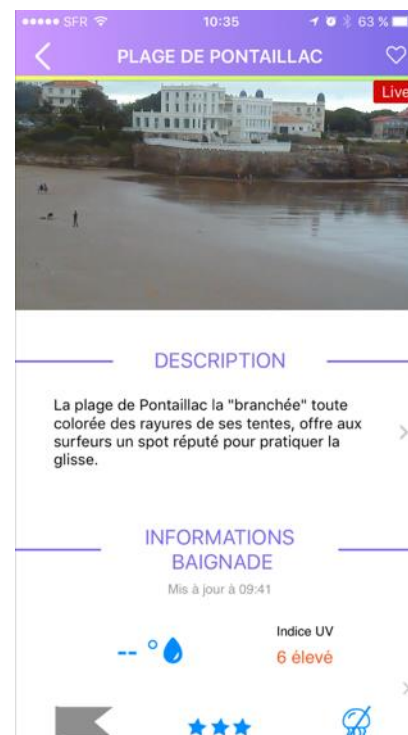 SFR 10:35 63 %
PLAGE DE PONTAILLAC
Live
DESCRIPTION
La plage de Pontaillac la "branchée" toute
colorée des rayures de ses tentes, offre aux
surfeurs un spot réputé pour pratiquer la
glisse.
INFORMATIONS
BAIGNADE
Mis à jour à 09:41
Indice UV
-- °
6 élevé